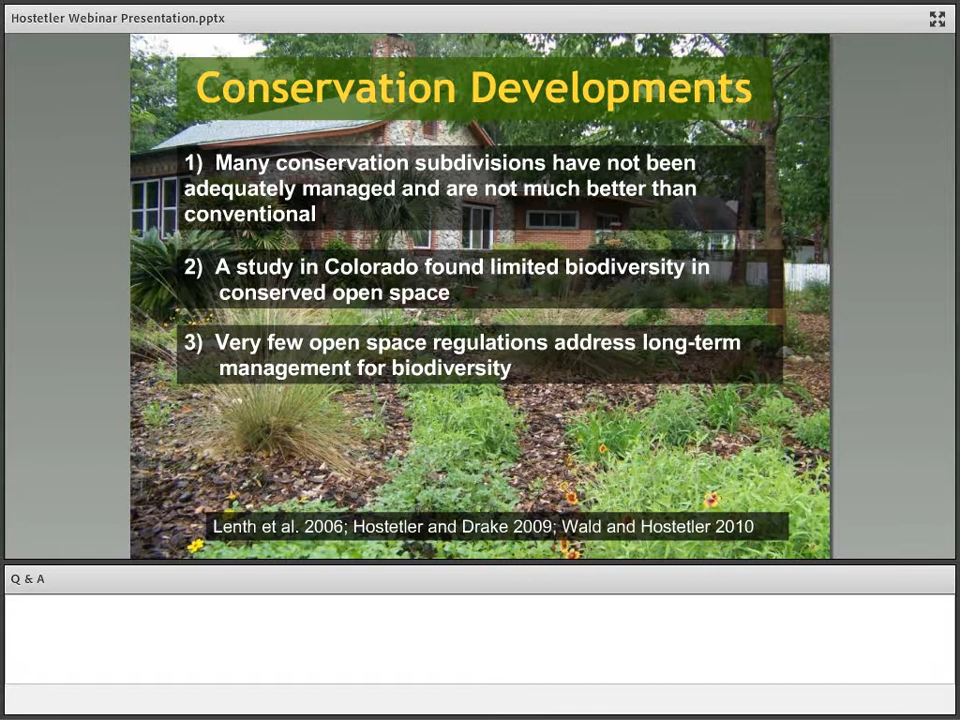 Hostetler Webinar Presentation.pptx
Conservation Developments
1) Many conservation subdivisions have not been
adequately managed and are not much better than
conventional
2) A study in Colorado found limited biodiversity in
conserved open space
3) Very few open space regulations address long-term
management for biodiversity
Lenth et al. 2006; Hostetler and Drake 2009; Wald and Hostetler 2010
Q & A